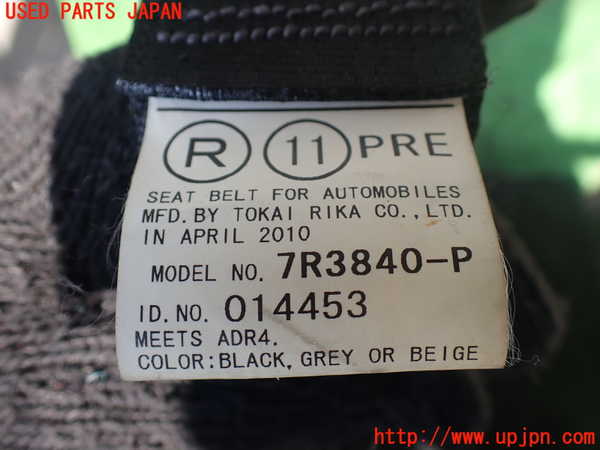 USED PARTS JAPAN
R 11 PRE
SEAT BELT FOR AUTOMOBILES
MFD. BY TOKAI RIKA CO., LTD.
IN APRIL 2010
MODEL NO. 7R3840-P
ID.NO. 014453
MEETS ADR4.
COLOR:BLACK, GREY OR BEIGE
http://www.upjpn.com/